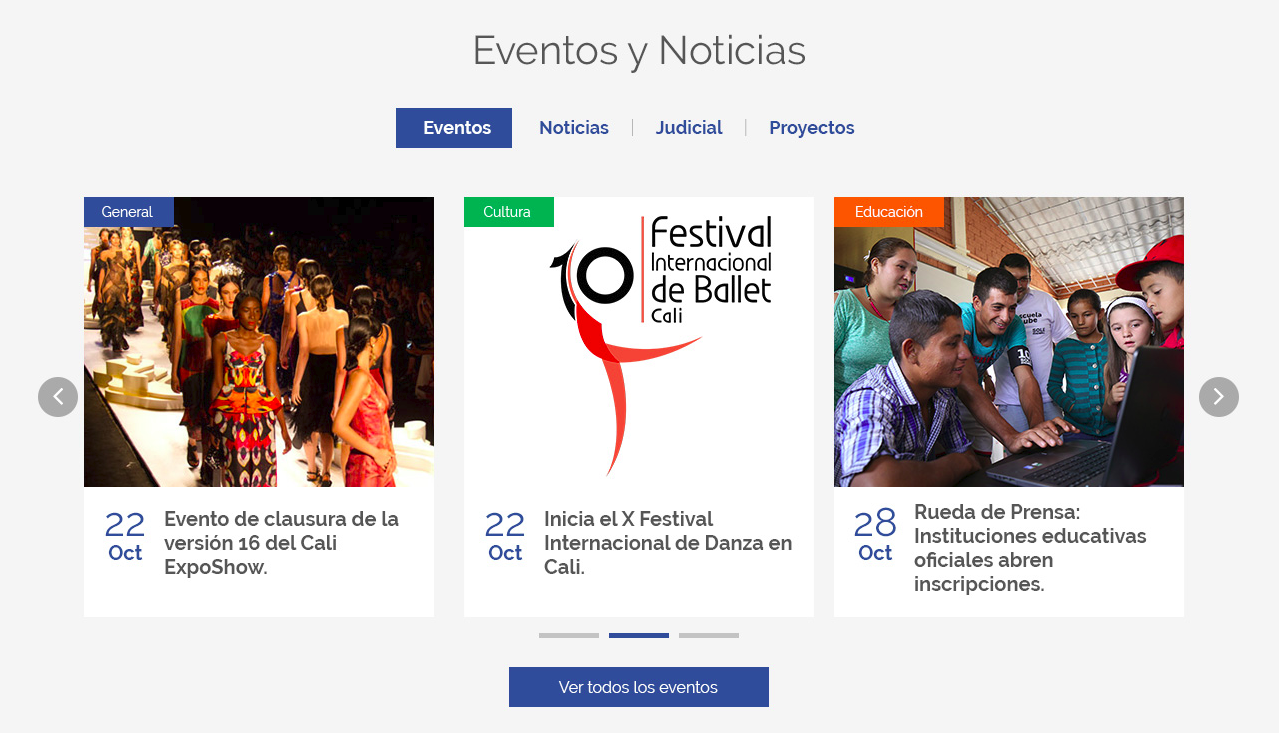 Eventos y Noticias
Eventos
Noticias
Judicial
Proyectos
General
Cultura
10
Festival
Internacional
de Ballet
Cali
Educación
10
22
Oct
Evento de clausura de la
versión 16 del Cali
ExpoShow.
22
Oct
Inicia el X Festival
Internacional de Danza en
Cali.
28
Oct
Rueda de Prensa:
Instituciones educativas
oficiales abren
inscripciones.
Ver todos los eventos